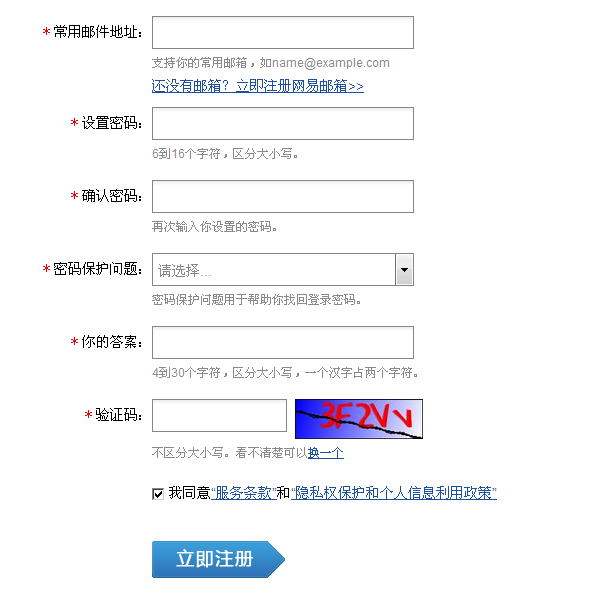 * 常用邮件地址：
支持你的常用邮箱，如name@example.com
还没有邮箱？立即注册网易邮箱>>
* 设置密码：
6到16个字符，区分大小写。
* 确认密码：
再次输入你设置的密码。
* 密码保护问题： 请选择...
密码保护问题用于帮助你找回登录密码。
* 你的答案：
4到30个字符，区分大小写，一个汉字占两个字符。
* 验证码： 3F2VV
不区分大小写。看不清楚可以换一个
我同意“服务条款”和“隐私权保护和个人信息利用政策”
立即注册